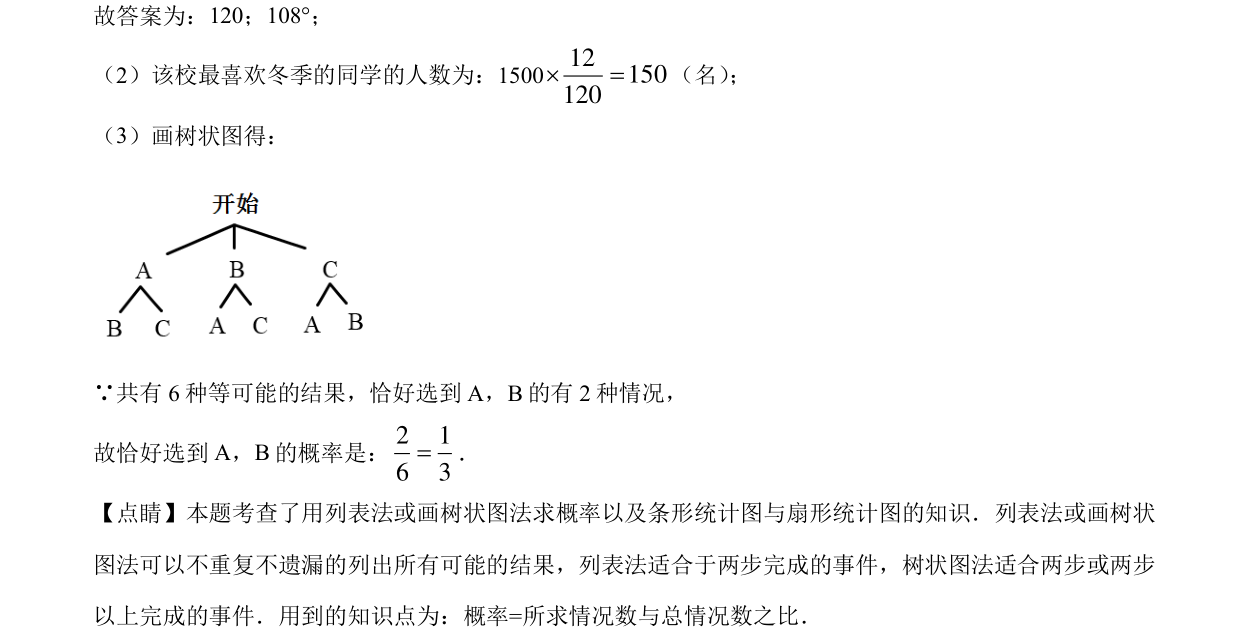 故答案为：120；108°；
（2）该校最喜欢冬季的同学的人数为：1500×12/120=150（名）；
（3）画树状图得：
开始
A B C
B C A C A B
∵共有 6 种等可能的结果，恰好选到 A，B 的有 2 种情况，
故恰好选到 A，B 的概率是：2/6=1/3．
【点睛】本题考查了用列表法或画树状图法求概率以及条形统计图与扇形统计图的知识．列表法或画树状
图法可以不重复不遗漏的列出所有可能的结果，列表法适合于两步完成的事件，树状图法适合两步或两步
以上完成的事件．用到的知识点为：概率=所求情况数与总情况数之比．